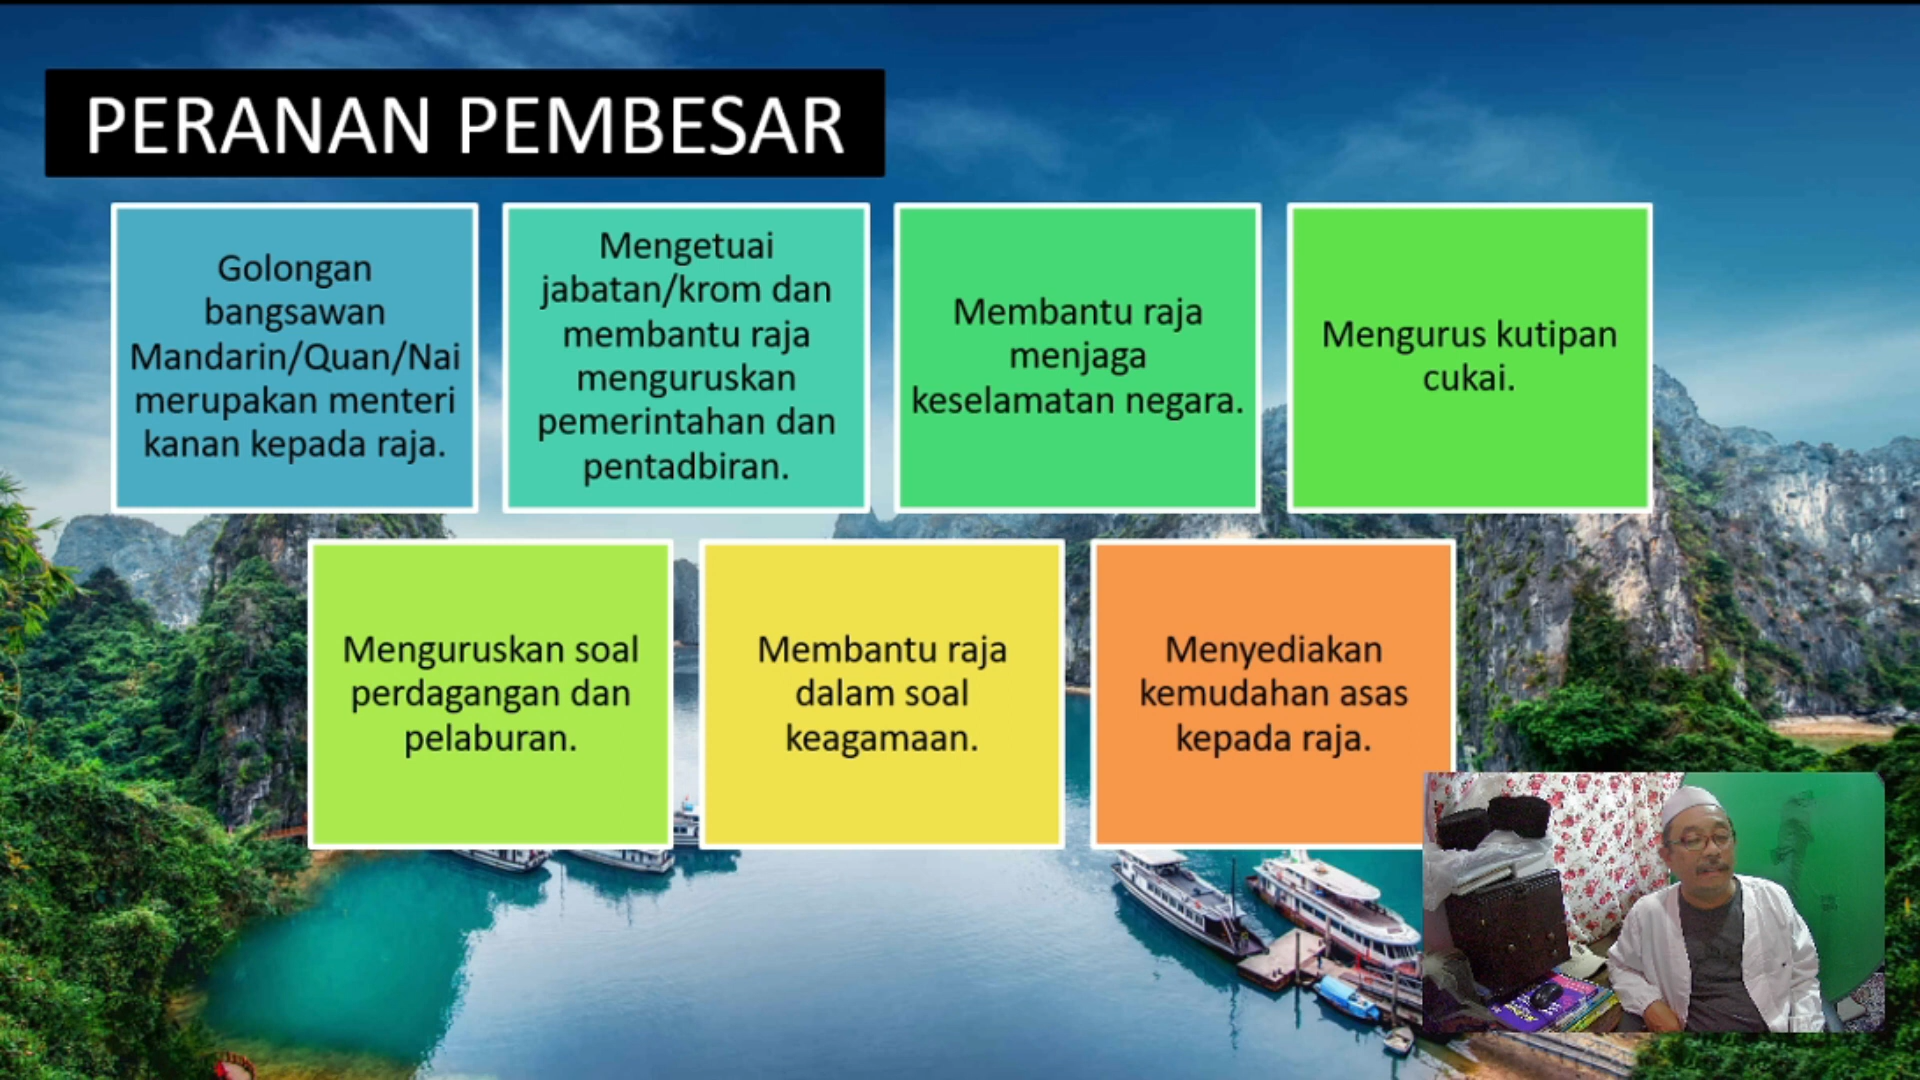 PERANAN PEMBESAR
Golongan
bangsawan
Mandarin/Quan/Nai
merupakan menteri
kanan kepada raja.
Mengetuai
jabatan/krom dan
membantu raja
menguruskan
pemerintahan dan
pentadbiran.
Membantu raja
menjaga
keselamatan negara.
Mengurus kutipan
cukai.
Menguruskan soal
perdagangan dan
pelaburan.
Membantu raja
dalam soal
keagamaan.
Menyediakan
kemudahan asas
kepada raja.